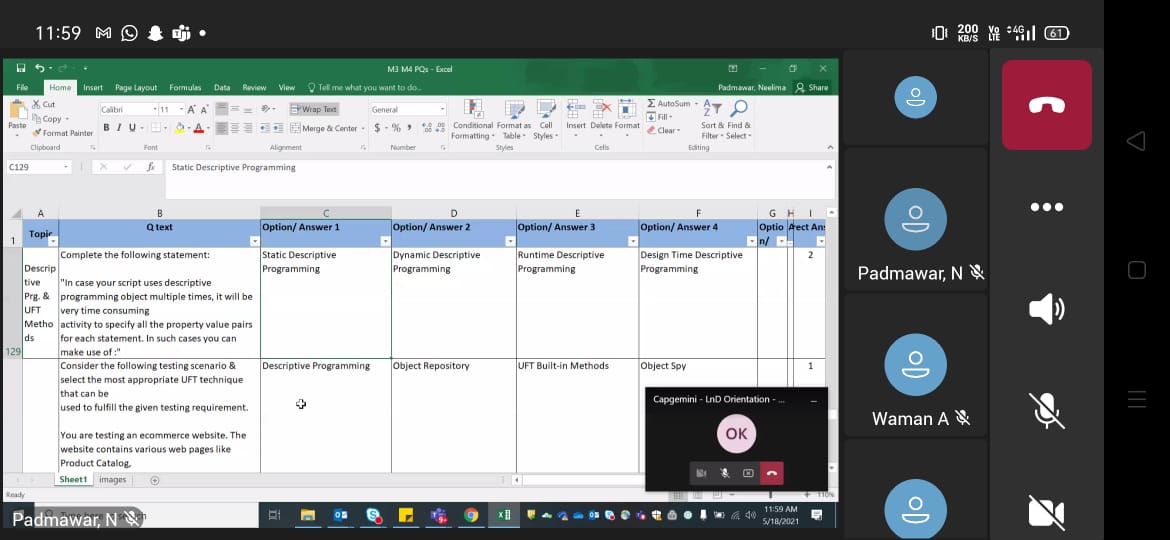 11:59
200
KB/S
Vo
LTE
4G
61
M3 M4 PQs - Excel
File Home Insert Page Layout Formulas Data Review View Tell me what you want to do... Padmawar, Neelima Share
Paste
Cut
Copy
Format Painter
Clipboard
Calibri 11
B I U
Font
Wrap Text
Merge & Center
Alignment
General
$ % ,
Number
Conditional Formatting
Format as Table
Cell Styles
Styles
Insert Delete Format
Cells
AutoSum
Fill
Clear
Sort & Filter
Find & Select
Editing
C129
fx
Static Descriptive Programming
A B C D E F G H I
1
Topic
Q text
Option/ Answer 1
Option/ Answer 2
Option/ Answer 3
Option/ Answer 4
Optio
n/
A
ect Ans
129
Descrip
tive
Prg. &
UFT
Metho
ds
Complete the following statement:
"In case your script uses descriptive
programming object multiple times, it will be
very time consuming
activity to specify all the property value pairs
for each statement. In such cases you can
make use of :"
Static Descriptive
Programming
Dynamic Descriptive
Programming
Runtime Descriptive
Programming
Design Time Descriptive
Programming
2
Consider the following testing scenario &
select the most appropriate UFT technique
that can be
used to fulfill the given testing requirement.
You are testing an ecommerce website. The
website contains various web pages like
Product Catalog,
Descriptive Programming
Object Repository
UFT Built-in Methods
Object Spy
1
Capgemini - LnD Orientation - ...
OK
Sheet1 images
Ready
110%
11:59 AM
5/18/2021
Padmawar, N
Padmawar, N
Waman A